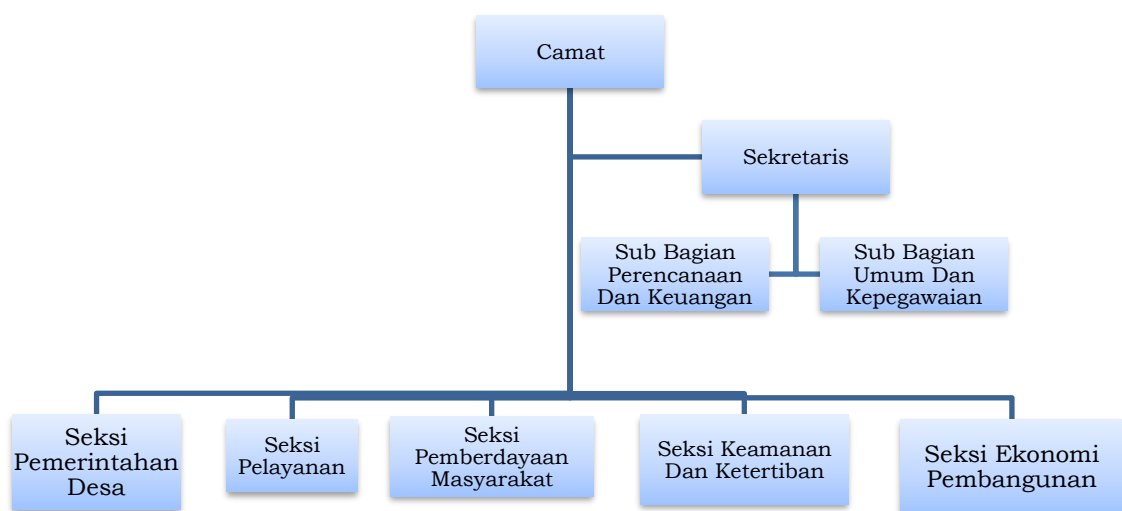 Camat
Sekretaris
Sub Bagian
Perencanaan
Dan Keuangan
Sub Bagian
Umum Dan
Kepegawaian
Seksi
Pemerintahan
Desa
Seksi
Pelayanan
Seksi
Pemberdayaan
Masyarakat
Seksi Keamanan
Dan Ketertiban
Seksi Ekonomi
Pembangunan